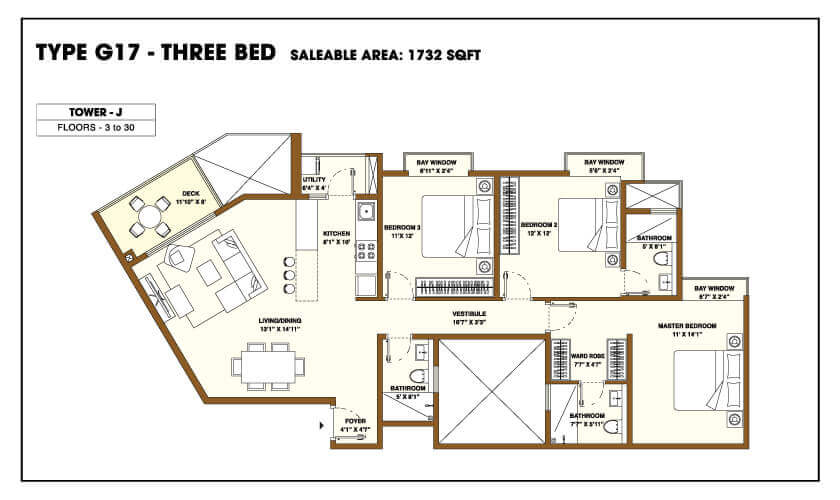 TYPE G17 - THREE BED SALEABLE AREA: 1732 SQFT
TOWER - J
FLOORS - 3 to 30
DECK
11'10" X 8'
UTILITY
6'4" X 4'
BAY WINDOW
8'11" X 2'4"
BAY WINDOW
5'6" X 2'4"
KITCHEN
8'1" X 10'
BEDROOM 3
11'X 12'
BEDROOM 2
12' X 12'
BATHROOM
5' X 8'1"
BAY WINDOW
8'7" X 2'4"
LIVING/DINING
13'1" X 14'11"
VESTIBULE
16'7" X 3'3"
MASTER BEDROOM
11' X 14'1"
WARD ROBE
7'7" X 4'7"
BATHROOM
5' X 8'1"
BATHROOM
7'7" X 5'11"
FOYER
4'1" X 4'7"